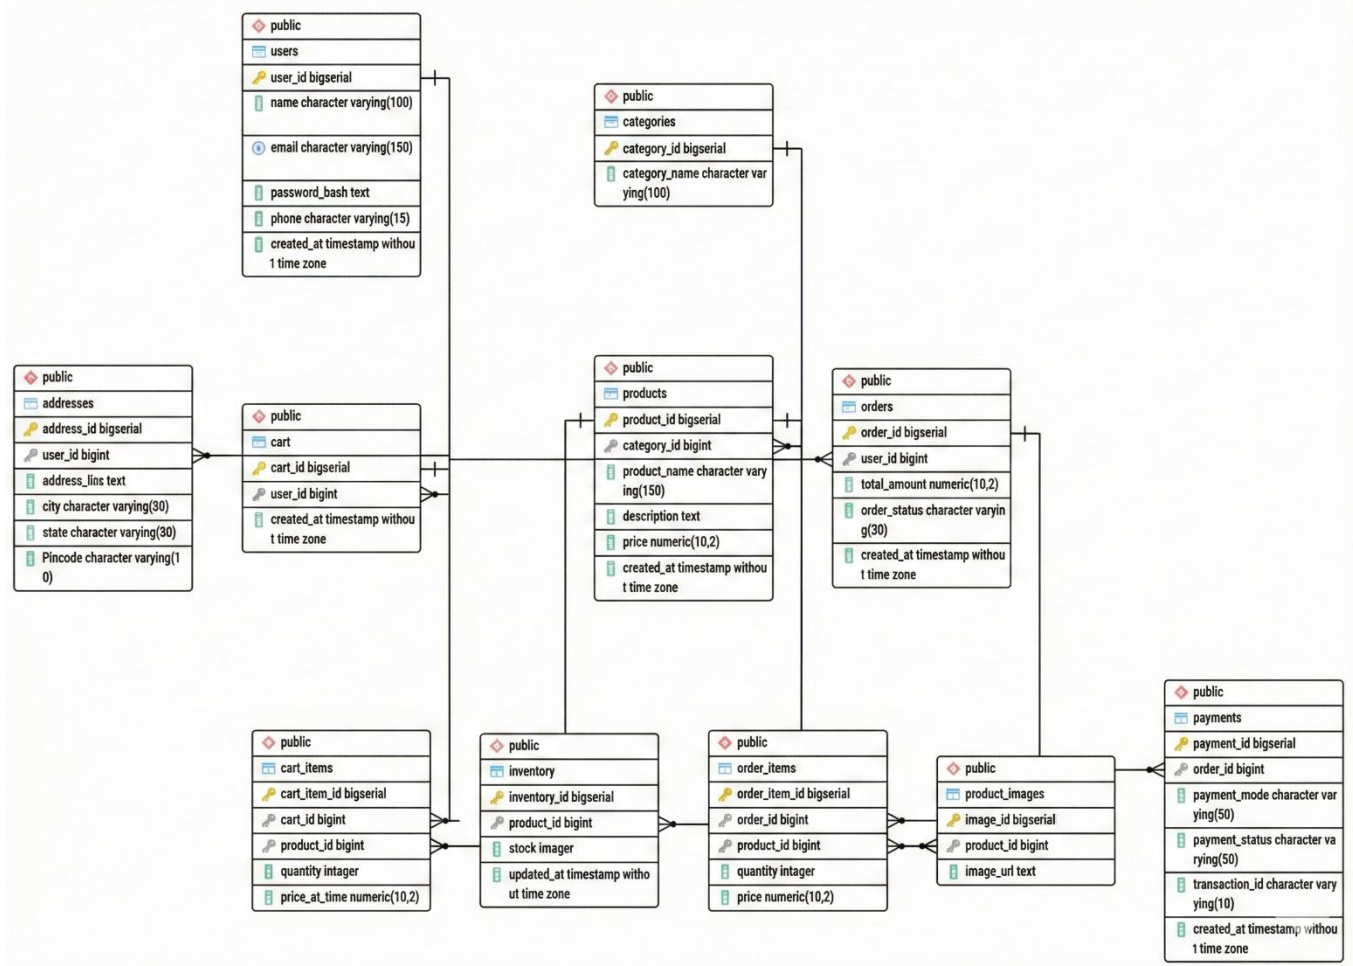 public
users
user_id bigserial
name character varying(100)
email character varying(150)
password_bash text
phone character varying(15)
created_at timestamp withou
1 time zone
public
categories
category_id bigserial
category_name character var
ying(100)
public
addresses
address_id bigserial
user_id bigint
address_lins text
city character varying(30)
state character varying(30)
Pincode character varying(1
0)
public
cart
cart_id bigserial
user_id bigint
created_at timestamp withou
t time zone
public
products
product_id bigserial
category_id bigint
product_name character vary
ing(150)
description text
price numeric(10,2)
created_at timestamp withou
t time zone
public
orders
order_id bigserial
user_id bigint
total_amount numeric(10,2)
order_status character varyin
g(30)
created_at timestamp withou
t time zone
public
cart_items
cart_item_id bigserial
cart_id bigint
product_id bigint
quantity intager
price_at_time numeric(10,2)
public
inventory
inventory_id bigserial
product_id bigint
stock imager
updated_at timestamp witho
ut time zone
public
order_items
order_item_id bigserial
order_id bigint
product_id bigint
quantity intager
price numeric(10,2)
public
product_images
image_id bigserial
product_id bigint
image_url text
public
payments
payment_id bigserial
order_id bigint
payment_mode character var
ying(50)
payment_status character va
rying(50)
transaction_id character vary
ying(10)
created_at timestamp withou
1 time zone